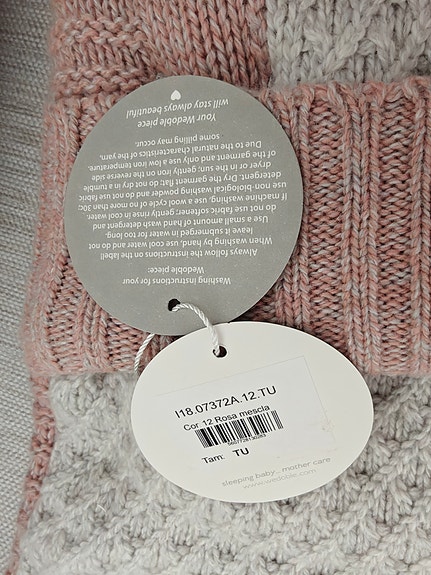 Washing instructions for your
Wedoble piece:
Always follow the instructions on the label!
When washing by hand, use cool water and do not
leave it submerged in water for too long.
Use a small amount of hand wash detergent and
do not use fabric softener; gently rinse in cool water.
If machine washing, use a wool cycle of no more than 30;
use non-biological washing powder and do not use fabric
detergent. Dry the garment flat; do not dry in a tumble
dryer or in the sun; gently iron on the reverse side
of the garment and only use a low iron temperature.
Due the natural characteristics of the yarn,
some pilling may occur.
Your Wedoble piece
will stay always beautiful
I18.07372A.12.TU
Cor 12 Rosa mescla
Tam: TU
sleeping baby... mother care
www.wedoble.com